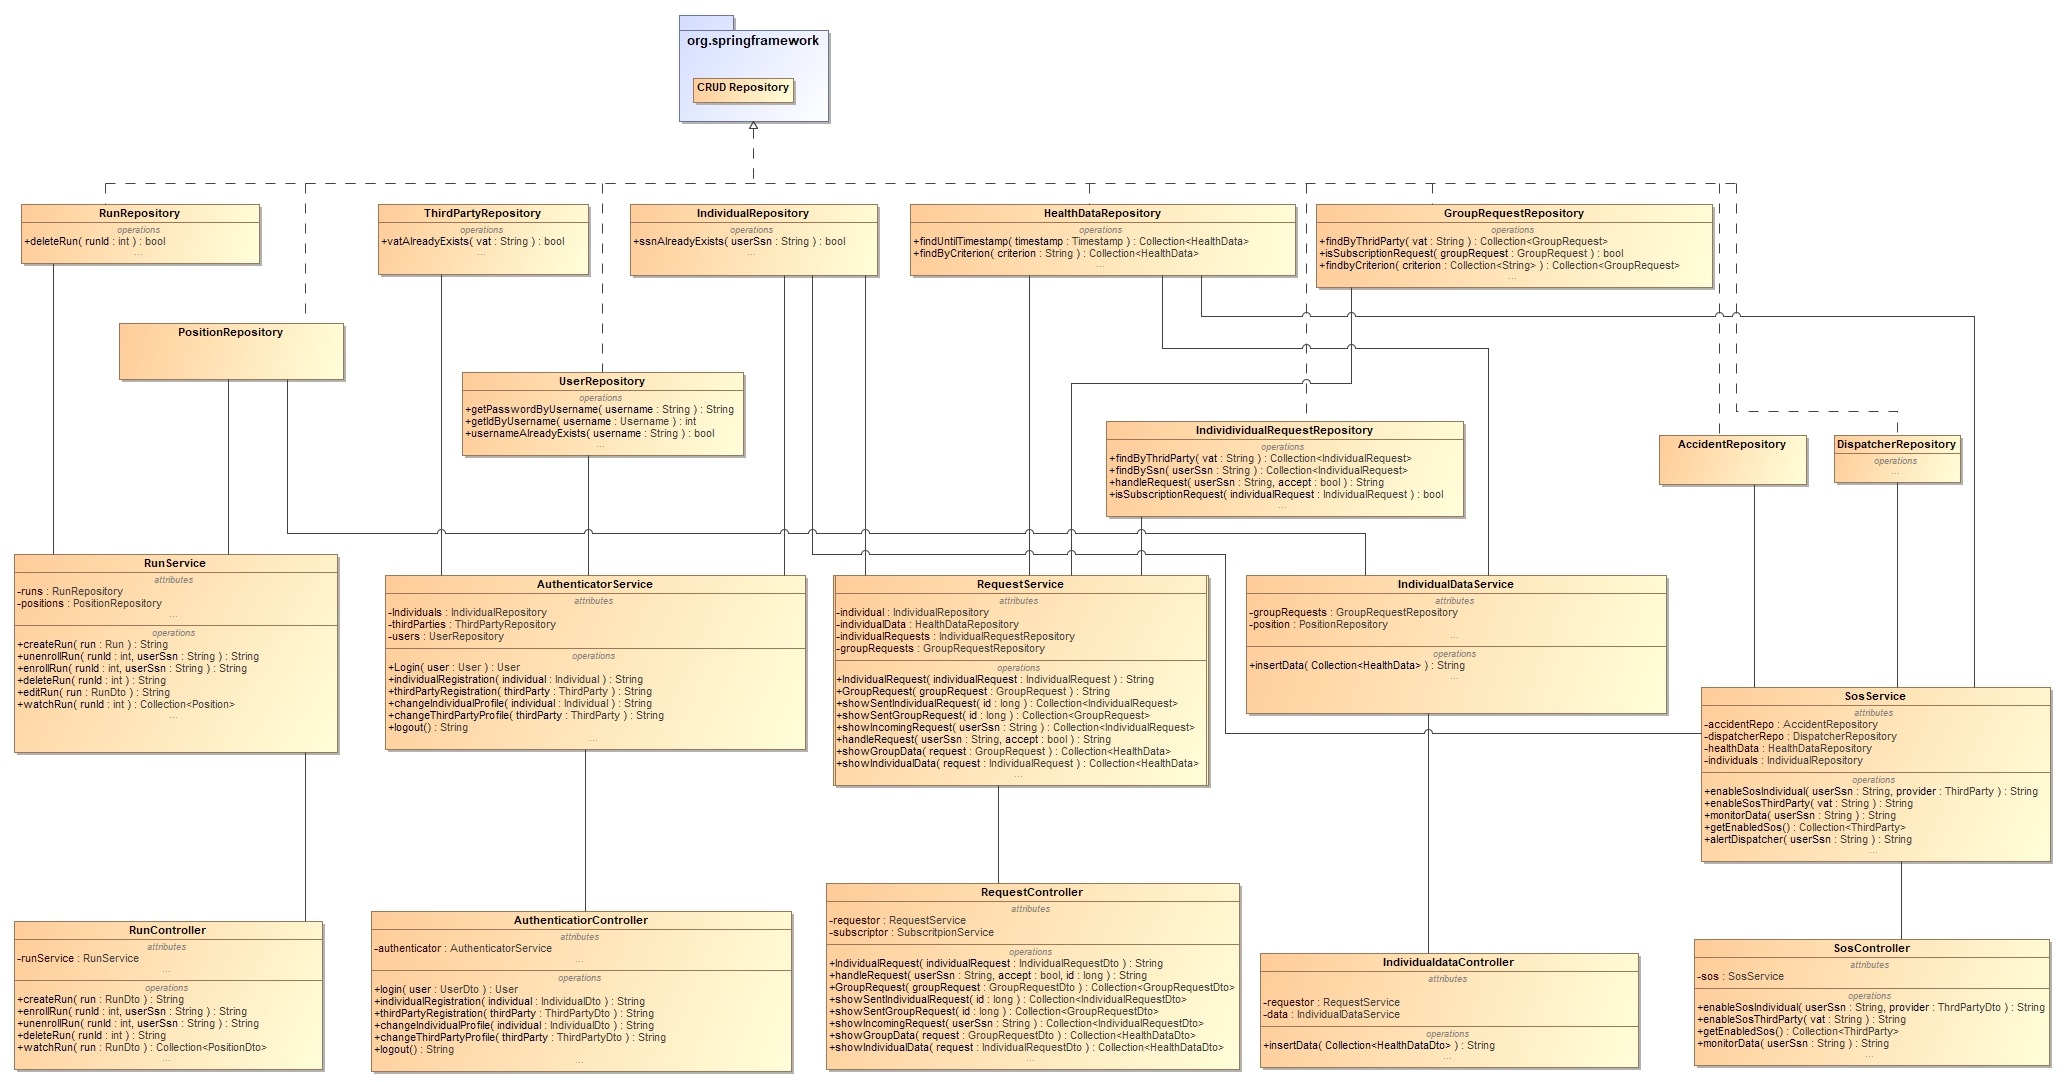 org.springframework
CRUD Repository
RunRepository
operations
+deleteRun( runId : int ) : bool
...
ThirdPartyRepository
operations
+vatAlreadyExists( vat : String ) : bool
...
IndividualRepository
operations
+ssnAlreadyExists( userSsn : String ) : bool
...
HealthDataRepository
operations
+findUntilTimestamp( timestamp : Timestamp ) : Collection<HealthData>
+findByCriterion( criterion : String ) : Collection<HealthData>
...
GroupRequestRepository
operations
+findByThridParty( vat : String ) : Collection<GroupRequest>
+isSubscriptionRequest( groupRequest : GroupRequest ) : bool
+findbyCriterion( criterion : Collection<String> ) : Collection<GroupRequest>
...
PositionRepository
UserRepository
operations
+getPasswordByUsername( username : String ) : String
+getIdByUsername( username : Username ) : int
+usernameAlreadyExists( username : String ) : bool
...
IndividividualRequestRepository
operations
+findByThridParty( vat : String ) : Collection<IndividualRequest>
+findBySsn( userSsn : String ) : Collection<IndividualRequest>
+handleRequest( userSsn : String, accept : bool ) : String
+isSubscriptionRequest( individualRequest : IndividualRequest ) : bool
...
AccidentRepository
DispatcherRepository
operations
...
RunService
attributes
-runs : RunRepository
-positions : PositionRepository
...
operations
+createRun( run : Run ) : String
+unenrollRun( runId : int, userSsn : String ) : String
+enrollRun( runId : int, userSsn : String ) : String
+deleteRun( runId : int ) : String
+editRun( run : RunDto ) : String
+watchRun( runId : int ) : Collection<Position>
...
AuthenticatorService
attributes
-Individuals : IndividualRepository
-thirdParties : ThirdPartyRepository
-users : UserRepository
operations
+Login( user : User ) : User
+individualRegistration( individual : Individual ) : String
+thirdPartyRegistration( thirdParty : ThirdParty ) : String
+changeIndividualProfile( individual : Individual ) : String
+changeThirdPartyProfile( thirdParty : ThirdParty ) : String
+logout() : String
...
RequestService
attributes
-individual : IndividualRepository
-individualData : HealthDataRepository
-individualRequests : IndividualRequestRepository
-groupRequests : GroupRequestRepository
operations
+IndividualRequest( individualRequest : IndividualRequest ) : String
+GroupRequest( groupRequest : GroupRequest ) : String
+showSentIndividualRequest( id : long ) : Collection<IndividualRequest>
+showSentGroupRequest( id : long ) : Collection<GroupRequest>
+showIncomingRequest( userSsn : String ) : Collection<IndividualRequest>
+handleRequest( userSsn : String, accept : bool ) : String
+showGroupData( request : GroupRequest ) : Collection<HealthData>
+showIndividualData( request : IndividualRequest ) : Collection<HealthData>
...
IndividualDataService
attributes
-groupRequests : GroupRequestRepository
-position : PositionRepository
...
operations
+insertData( Collection<HealthData> ) : String
...
SosService
attributes
-accidentRepo : AccidentRepository
-dispatcherRepo : DispatcherRepository
-healthData : HealthDataRepository
-individuals : IndividualRepository
operations
+enableSosIndividual( userSsn : String, provider : ThirdParty ) : String
+enableSosThirdParty( vat : String ) : String
+monitorData( userSsn : String ) : String
+getEnabledSos() : Collection<ThirdParty>
+alertDispatcher( userSsn : String ) : String
...
RunController
attributes
-runService : RunService
...
operations
+createRun( run : RunDto ) : String
+enrollRun( runId : int, userSsn : String ) : String
+unenrollRun( runId: int, userSsn : String ) : String
+deleteRun( runId : int ) : String
+watchRun( run : RunDto ) : Collection<PositionDto>
...
AuthenticatiorController
attributes
-authenticator : AuthenticatorService
...
operations
+login( user : UserDto ) : User
+individualRegistration( individual : IndividualDto ) : String
+thirdPartyRegistration( thirdParty : ThirdPartyDto ) : String
+changeIndividualProfile( individual : IndividualDto ) : String
+changeThirdPartyProfile( thirdParty : ThirdPartyDto ) : String
+logout() : String
...
RequestController
attributes
-requestor : RequestService
-subscriptor : SubscritpionService
operations
+IndividualRequest( individualRequest : IndividualRequestDto ) : String
+handleRequest( userSsn : String, accept : bool, id : long ) : String
+GroupRequest( groupRequest : GroupRequestDto ) : Collection<GroupRequestDto>
+showSentIndividualRequest( id : long ) : Collection<IndividualRequestDto>
+showSentGroupRequest( id : long ) : Collection<GroupRequestDto>
+showIncomingRequest( userSsn : String ) : Collection<IndividualRequestDto>
+showGroupData( request : GroupRequestDto ) : Collection<HealthDataDto>
+showIndividualData( request : IndividualRequestDto ) : Collection<HealthDataDto>
...
IndividualdataController
attributes
-requestor : RequestService
-data : IndividualDataService
operations
+insertData( Collection<HealthDataDto> ) : String
...
SosController
attributes
-sos : SosService
operations
+enableSosIndividual( userSsn : String, provider : ThirdPartyDto ) : String
+enableSosThirdParty( vat : String ) : String
+getEnabledSos() : Collection<ThirdParty>
+monitorData( userSsn : String ) : String
...